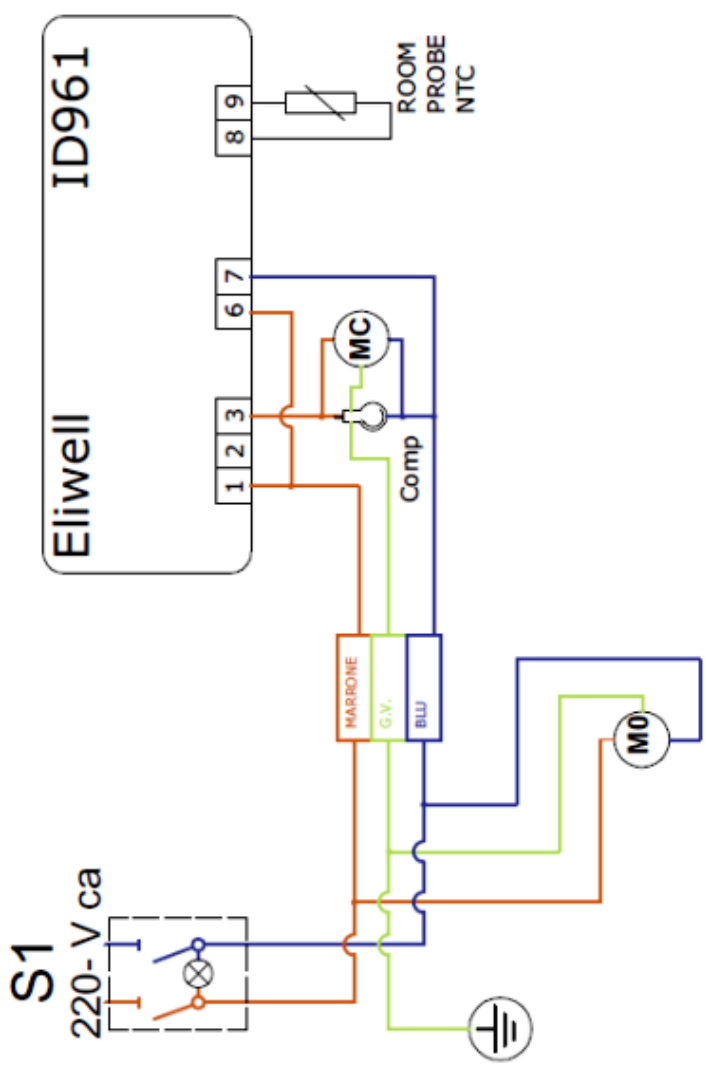 Eliwell ID961
1 2 3 6 7 8 9
ROOM
PROBE
NTC
MC
Comp
MARRONE
G.V.
BLU
M0
S1
220- V ca